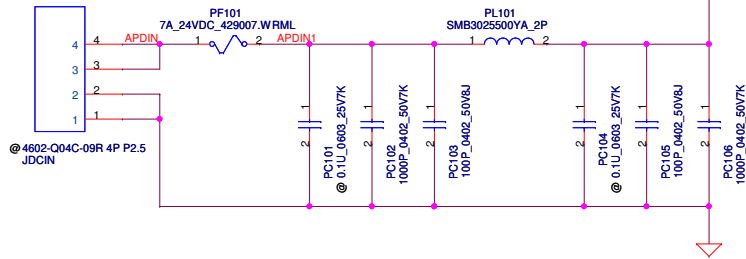 PF101
7A_24VDC_429007.WRML
PL101
SMB3025500YA_2P
4 4 APDIN 1 2 APDIN1 1 2
3 3
2 2
1 1
@ 4602-Q04C-09R 4P P2.5
JDCIN
1 2
PC101
@ 0.1U_0603_25V7K
1 2
PC102
1000P_0402_50V7K
1 2
PC103
100P_0402_50V8J
1 2
PC104
@ 0.1U_0603_25V7K
1 2
PC105
100P_0402_50V8J
1 2
PC106
1000P_0402_50V7K